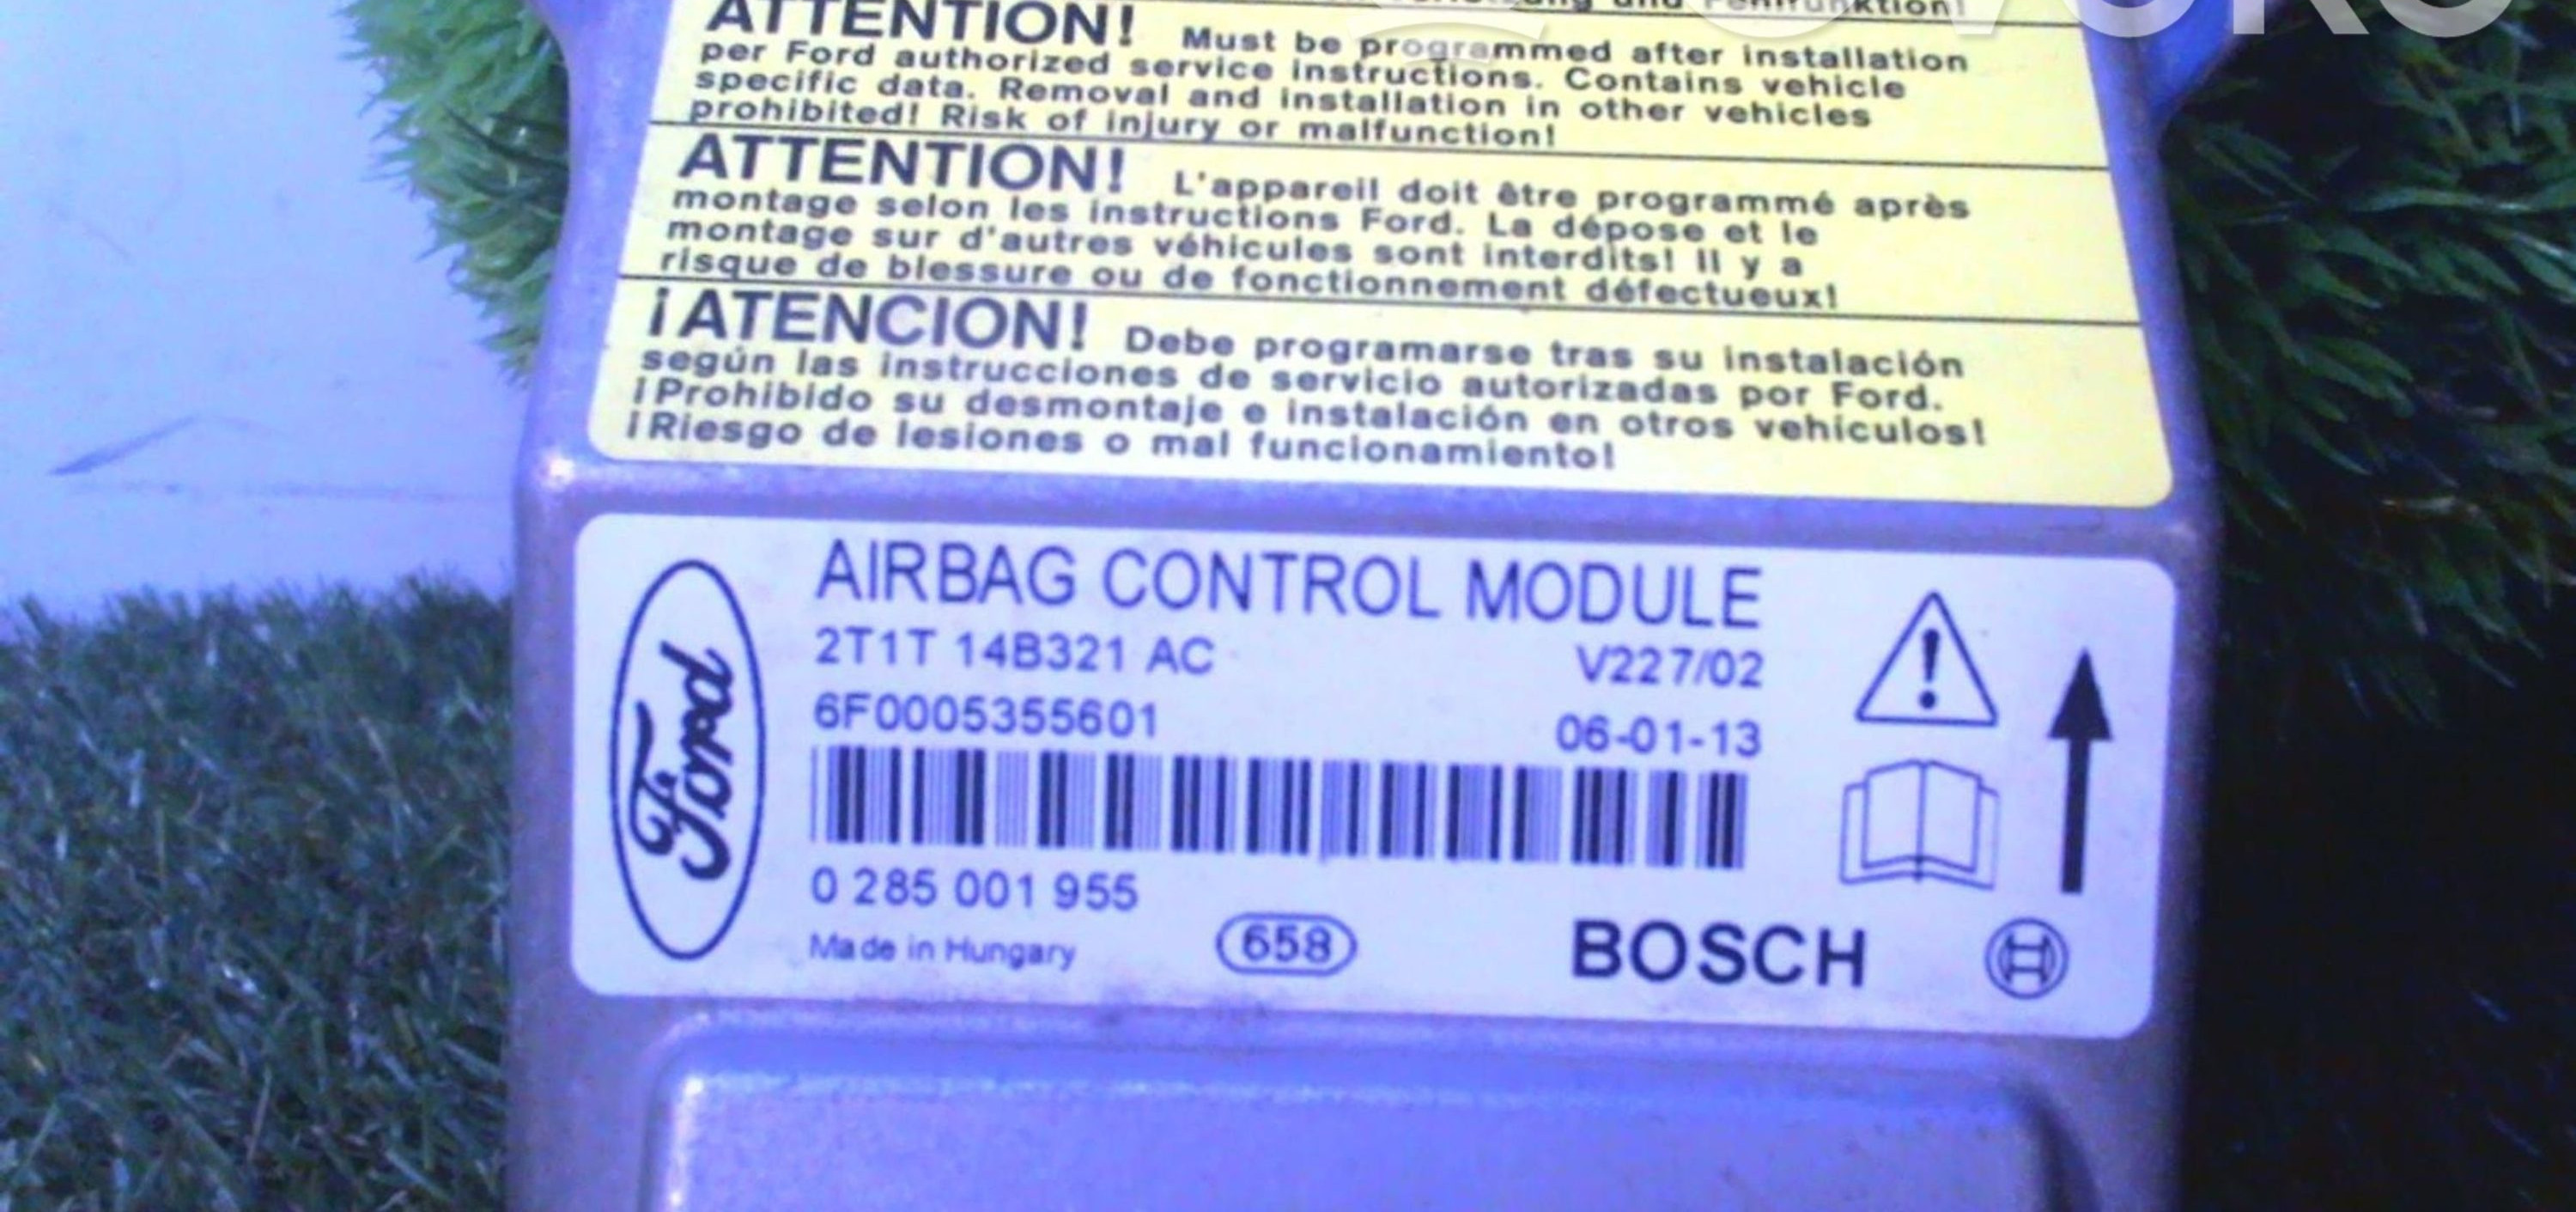 ATTENTION! Must be programmed after installation
per Ford authorized service instructions. Contains vehicle
specific data. Removal and installation in other vehicles
prohibited! Risk of injury or malfunction!
ATTENTION! L'appareil doit être programmé après
montage selon les instructions Ford. La dépose et le
montage sur d'autres véhicules sont interdits! Il y a
risque de blessure ou de fonctionnement défectueux!
¡ATENCION! Debe programarse tras su instalación
según las instrucciones de servicio autorizadas por Ford.
¡Prohibido su desmontaje e instalación en otros vehículos!
¡Riesgo de lesiones o mal funcionamiento!
Ford
AIRBAG CONTROL MODULE
2T1T 14B321 AC V227/02
6F0005355601 06-01-13
0 285 001 955
Made in Hungary 658 BOSCH